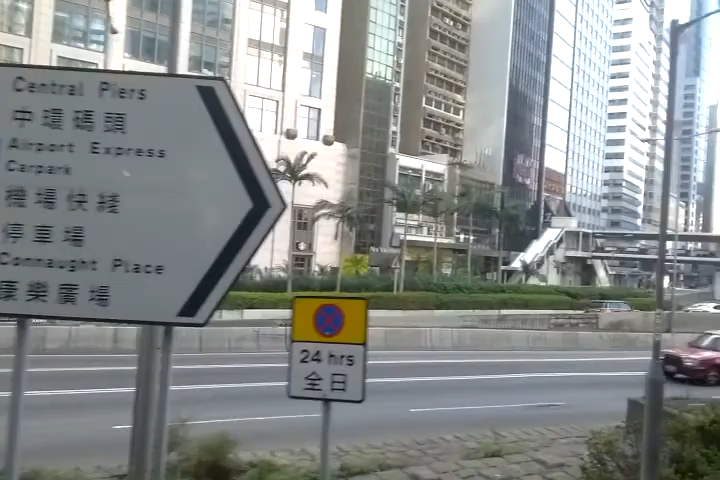 Central Piers
中環碼頭
Airport Express
Carpark
機場快綫
停車場
Connaught Place
康樂廣場
24 hrs
全日